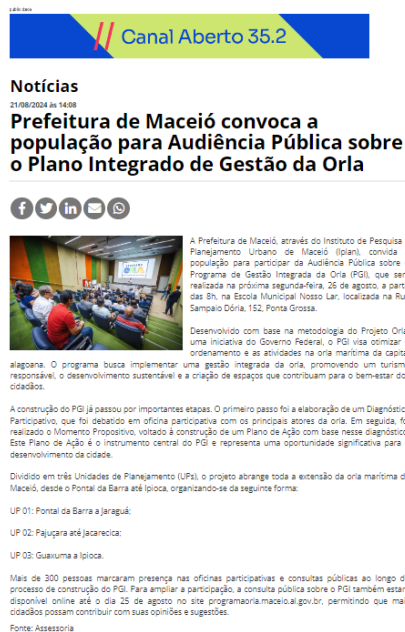 publicidade
// Canal Aberto 35.2
Notícias
21/08/2024 às 14:08
Prefeitura de Maceió convoca a
população para Audiência Pública sobre
o Plano Integrado de Gestão da Orla
A Prefeitura de Maceió, através do Instituto de Pesquisa
Planejamento Urbano de Maceió (Iplan), convida
população para participar da Audiência Pública sobre
Programa de Gestão Integrada da Orla (PGI), que ser
realizada na próxima segunda-feira, 26 de agosto, a part
das 8h, na Escola Municipal Nosso Lar, localizada na Ru
Sampaio Dória, 152, Ponta Grossa.
Desenvolvido com base na metodologia do Projeto Orla
uma iniciativa do Governo Federal, o PGI visa otimizar
ordenamento e as atividades na orla marítima da capita
alagoana. O programa busca implementar uma gestão integrada da orla, promovendo um turism
responsável, o desenvolvimento sustentável e a criação de espaços que contribuam para o bem-estar do
cidadãos.
A construção do PGI já passou por importantes etapas. O primeiro passo foi a elaboração de um Diagnóstic
Participativo, que foi debatido em oficina participativa com os principais atores da orla. Em seguida, fo
realizado o Momento Propositivo, voltado à construção de um Plano de Ação com base nesse diagnóstico
Este Plano de Ação é o instrumento central do PGI e representa uma oportunidade significativa para
desenvolvimento da cidade.
Dividido em três Unidades de Planejamento (UPs), o projeto abrange toda a extensão da orla marítima d
Maceió, desde o Pontal da Barra até Ipioca, organizando-se da seguinte forma:
UP 01: Pontal da Barra a Jaraguá;
UP 02: Pajuçara até Jacarecica;
UP 03: Guaxuma a Ipioca.
Mais de 300 pessoas marcaram presença nas oficinas participativas e consultas públicas ao longo d
processo de construção do PGI. Para ampliar a participação, a consulta pública sobre o PGI também estar
disponível online até o dia 25 de agosto no site programaorla.maceio.al.gov.br, permitindo que mai
cidadãos possam contribuir com suas opiniões e sugestões.
Fonte: Assessoria